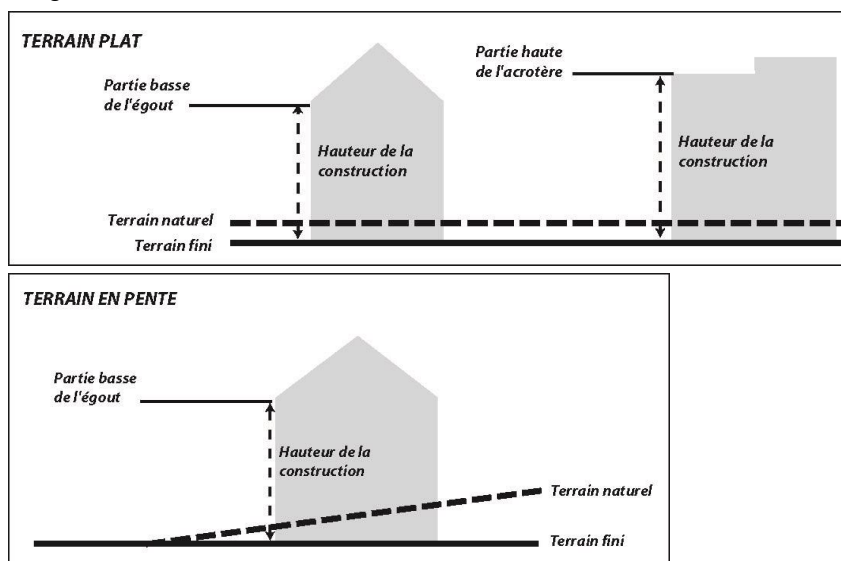 TERRAIN PLAT
Partie basse
de l'égout
Partie haute
de l'acrotère
Hauteur de la
construction
Hauteur de la
construction
Terrain naturel
Terrain fini
TERRAIN EN PENTE
Partie basse
de l'égout
Hauteur de la
construction
Terrain naturel
Terrain fini